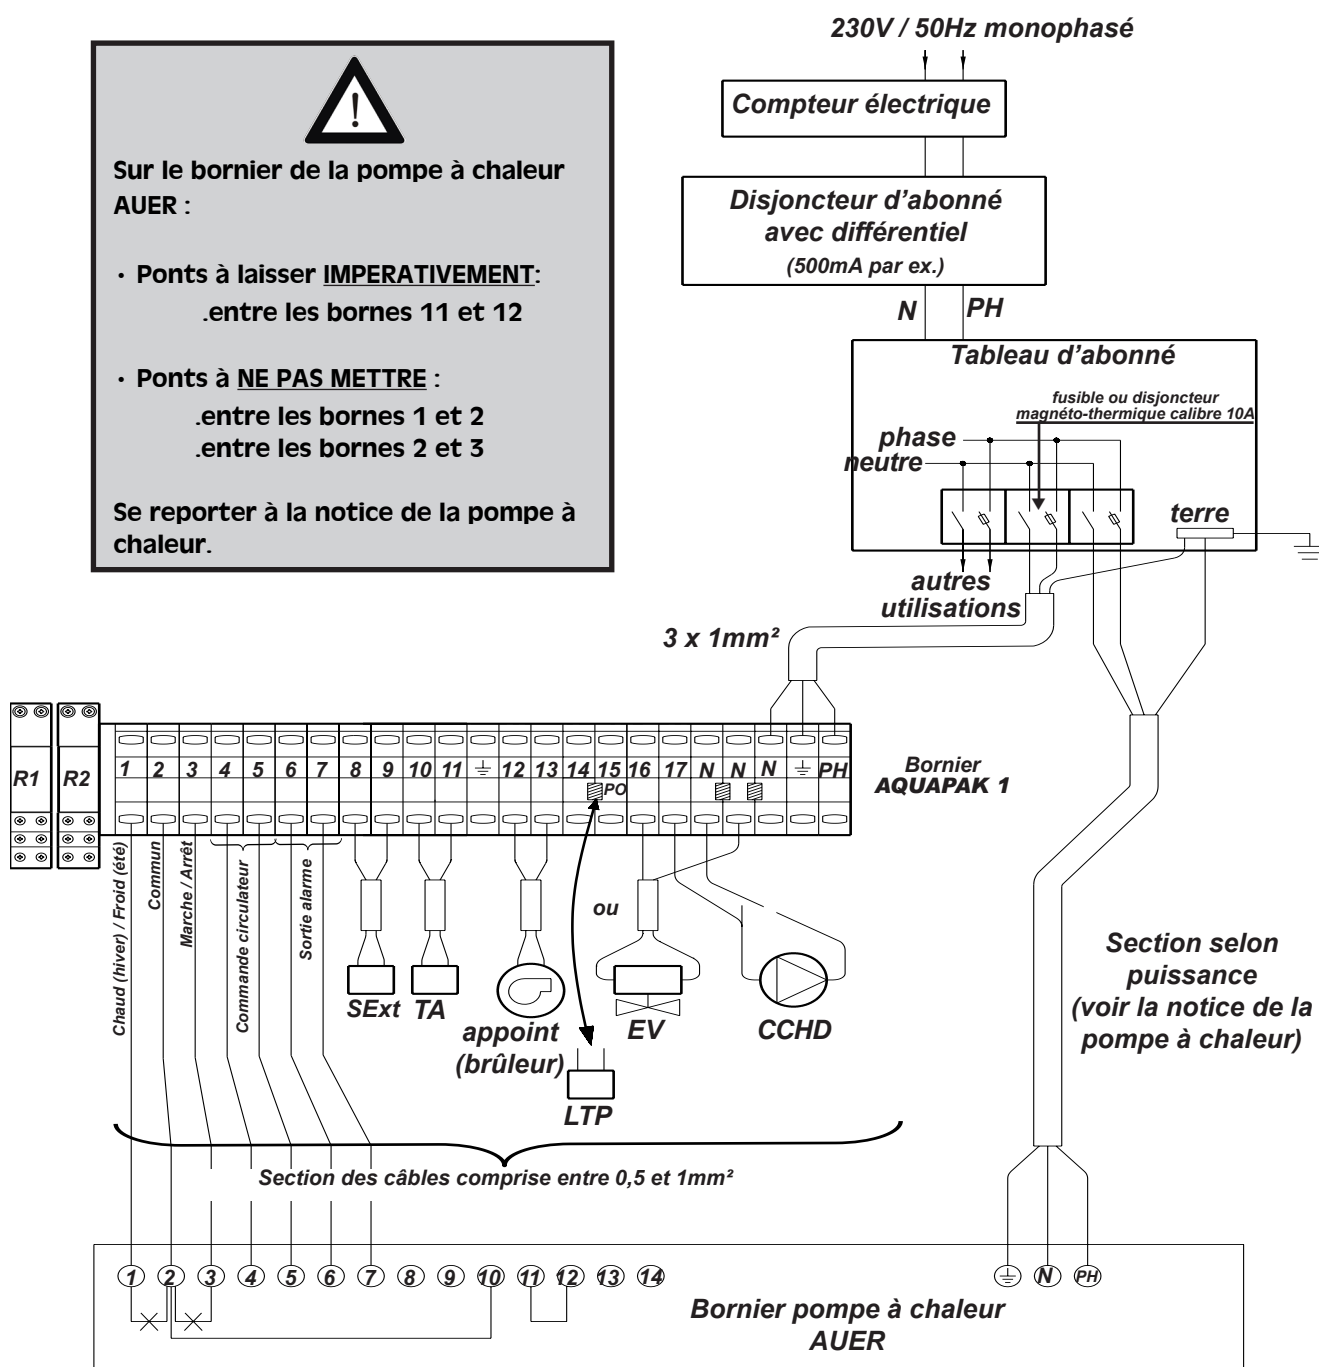 230V / 50Hz monophasé
Compteur électrique
Disjoncteur d'abonné
avec différentiel
(500mA par ex.)
N
PH
Tableau d'abonné
fusible ou disjoncteur
magnéto-thermique calibre 10A
phase
neutre
terre
autres
utilisations
3 x 1mm²
!
Sur le bornier de la pompe à chaleur
AUER :
• Ponts à laisser IMPERATIVEMENT:
.entre les bornes 11 et 12
• Ponts à NE PAS METTRE :
.entre les bornes 1 et 2
.entre les bornes 2 et 3
Se reporter à la notice de la pompe à
chaleur.
R1 R2 1 2 3 4 5 6 7 8 9 10 11 12 13 14 15 16 17 N N N PH
PO
Bornier
AQUAPAK 1
Chaud (hiver) / Froid (été)
Commun
Marche / Arrêt
Commande circulateur
Sortie alarme
SExt
TA
appoint
(brûleur)
LTP
ou
EV
CCHD
Section selon
puissance
(voir la notice de la
pompe à chaleur)
Section des câbles comprise entre 0,5 et 1mm²
1 2 3 4 5 6 7 8 9 10 11 12 13 14 N PH
Bornier pompe à chaleur
AUER